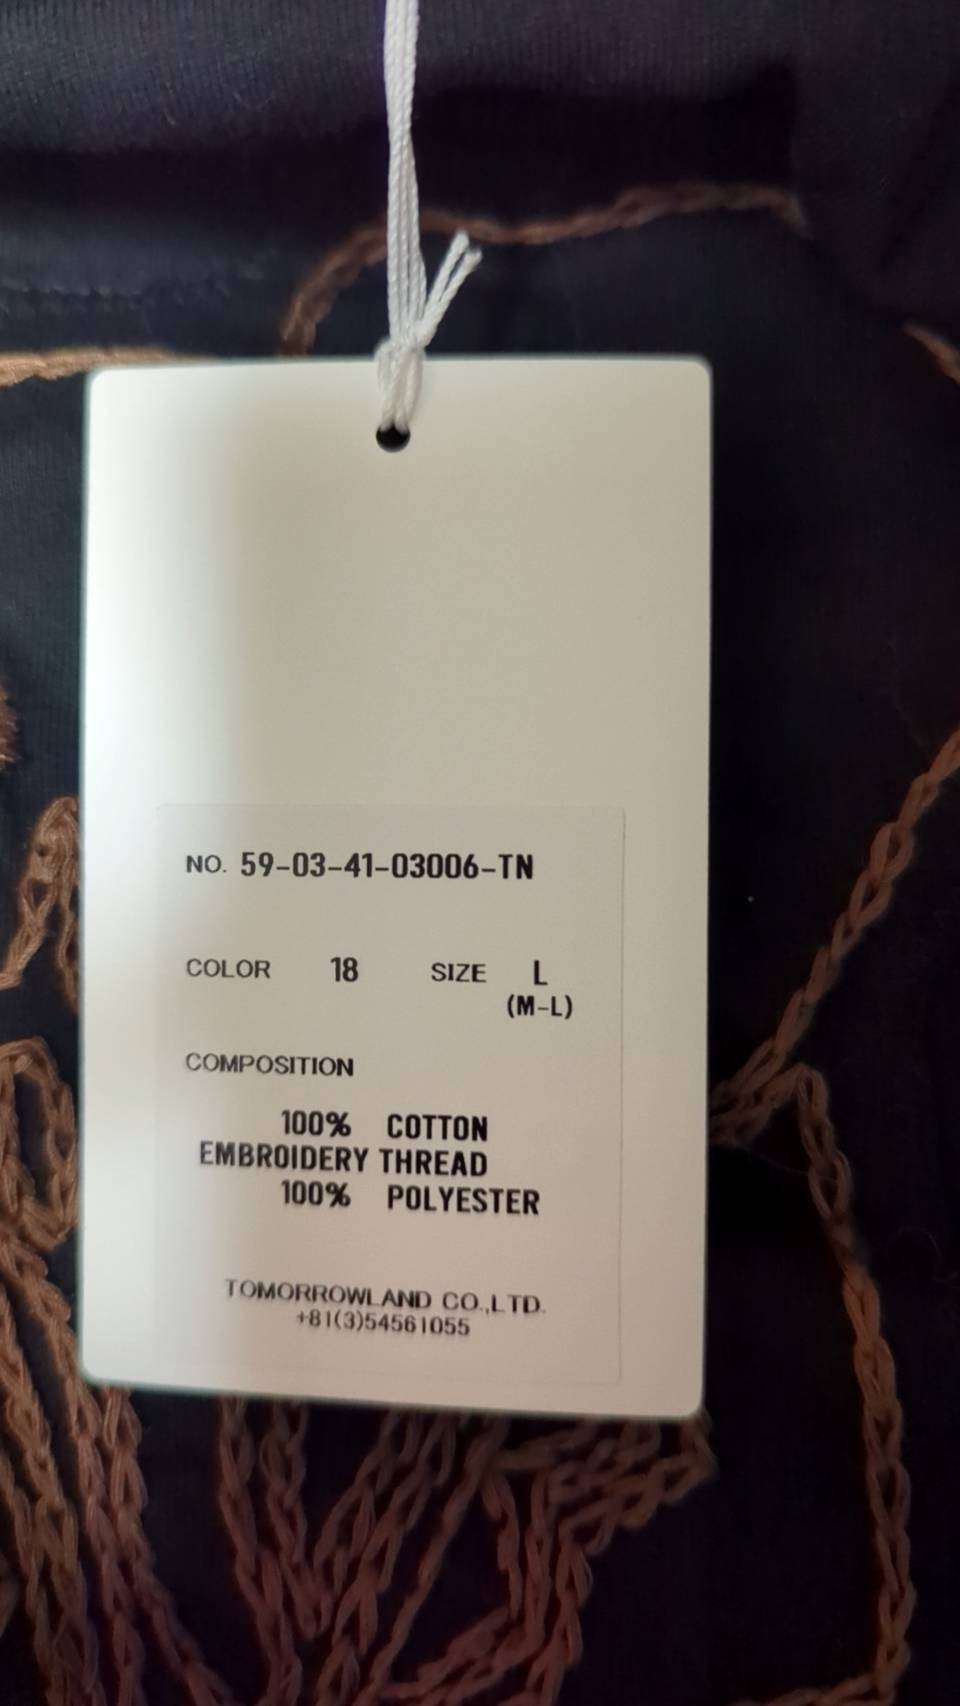 NO. 59-03-41-03006-TN
COLOR 18 SIZE L
(M-L)
COMPOSITION
100% COTTON
EMBROIDERY THREAD
100% POLYESTER
TOMORROWLAND CO.,LTD.
+81(3)54561055